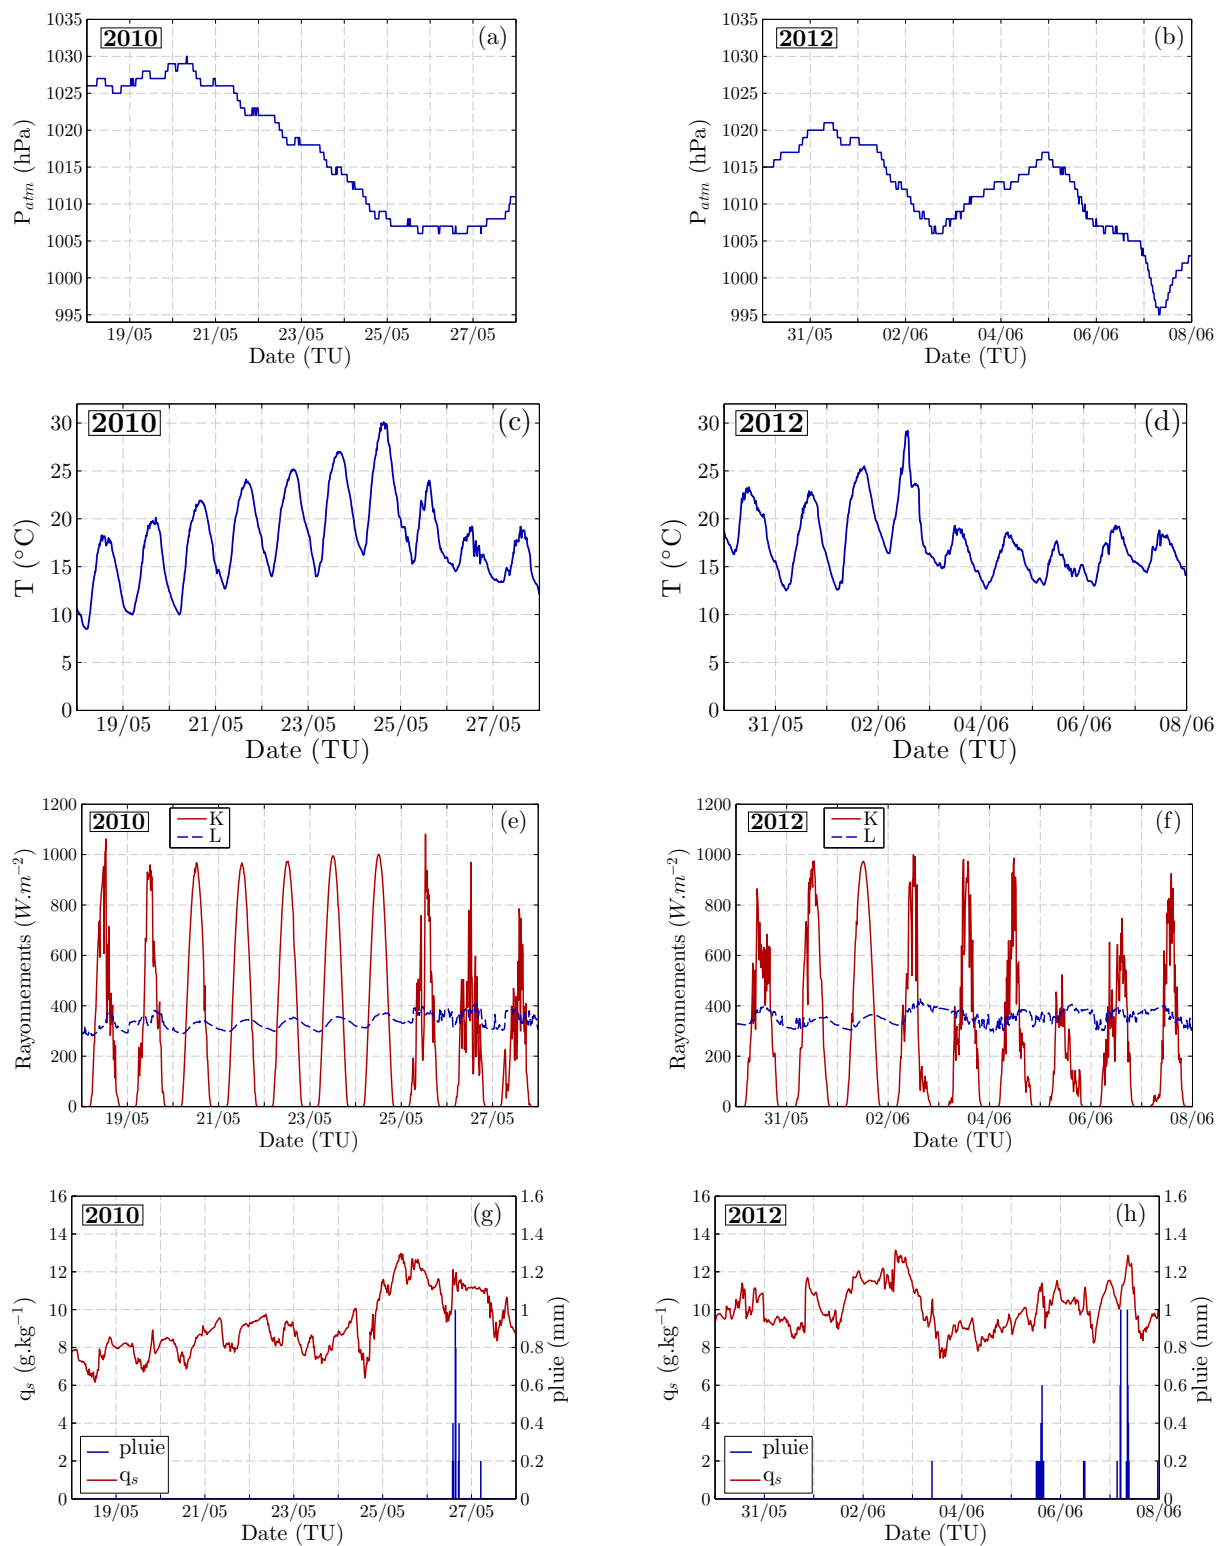 2010
(a)
1035
1030
1025
1020
1015
1010
1005
1000
995
P_atm (hPa)
19/05 21/05 23/05 25/05 27/05
Date (TU)
2012
(b)
1035
1030
1025
1020
1015
1010
1005
1000
995
P_atm (hPa)
31/05 02/06 04/06 06/06 08/06
Date (TU)
2010
(c)
30
25
20
15
10
5
0
T (°C)
19/05 21/05 23/05 25/05 27/05
Date (TU)
2012
(d)
30
25
20
15
10
5
0
T (°C)
31/05 02/06 04/06 06/06 08/06
Date (TU)
2010
K
L
(e)
1200
1000
800
600
400
200
0
Rayonnements (W.m⁻²)
19/05 21/05 23/05 25/05 27/05
Date (TU)
2012
K
L
(f)
1200
1000
800
600
400
200
0
Rayonnements (W.m⁻²)
31/05 02/06 04/06 06/06 08/06
Date (TU)
2010
(g)
16
14
12
10
8
6
4
2
0
q_s (g.kg⁻¹)
1.6
1.4
1.2
1
0.8
0.6
0.4
0.2
0
pluie (mm)
pluie
q_s
19/05 21/05 23/05 25/05 27/05
Date (TU)
2012
(h)
16
14
12
10
8
6
4
2
0
q_s (g.kg⁻¹)
1.6
1.4
1.2
1
0.8
0.6
0.4
0.2
0
pluie (mm)
pluie
q_s
31/05 02/06 04/06 06/06 08/06
Date (TU)